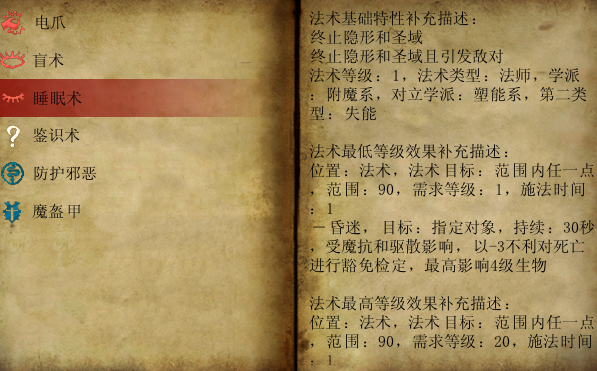 电爪
盲术
睡眠术
鉴识术
防护邪恶
魔盔甲
法术基础特性补充描述:
终止隐形和圣域
终止隐形和圣域且引发敌对
法术等级: 1, 法术类型: 法师, 学派
: 附魔系, 对立学派: 塑能系, 第二类
型: 失能
法术最低等级效果补充描述:
位置: 法术, 法术目标: 范围内任一点
, 范围: 90, 需求等级: 1, 施法时间
: 1
— 昏迷, 目标: 指定对象, 持续: 30秒
, 受魔抗和驱散影响, 以-3不利对死亡
进行豁免检定, 最高影响4级生物
法术最高等级效果补充描述:
位置: 法术, 法术目标: 范围内任一点
, 范围: 90, 需求等级: 20, 施法时间
: 1